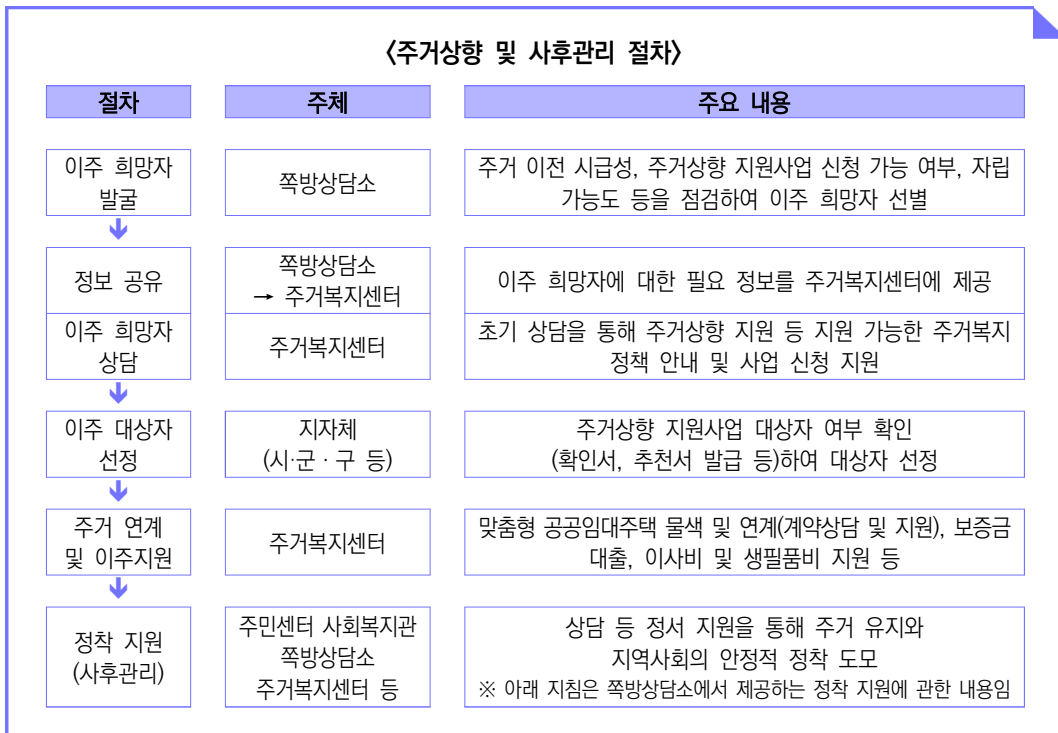 〈주거상향 및 사후관리 절차〉
절차
주체
주요 내용
이주 희망자
발굴
쪽방상담소
주거 이전 시급성, 주거상향 지원사업 신청 가능 여부, 자립
가능도 등을 점검하여 이주 희망자 선별
정보 공유
쪽방상담소
→ 주거복지센터
이주 희망자에 대한 필요 정보를 주거복지센터에 제공
이주 희망자
상담
주거복지센터
초기 상담을 통해 주거상향 지원 등 지원 가능한 주거복지
정책 안내 및 사업 신청 지원
이주 대상자
선정
지자체
(시·군·구 등)
주거상향 지원사업 대상자 여부 확인
(확인서, 추천서 발급 등)하여 대상자 선정
주거 연계
및 이주지원
주거복지센터
맞춤형 공공임대주택 물색 및 연계(계약상담 및 지원), 보증금
대출, 이사비 및 생필품비 지원 등
정착 지원
(사후관리)
주민센터 사회복지관
쪽방상담소
주거복지센터 등
상담 등 정서 지원을 통해 주거 유지와
지역사회의 안정적 정착 도모
※ 아래 지침은 쪽방상담소에서 제공하는 정착 지원에 관한 내용임